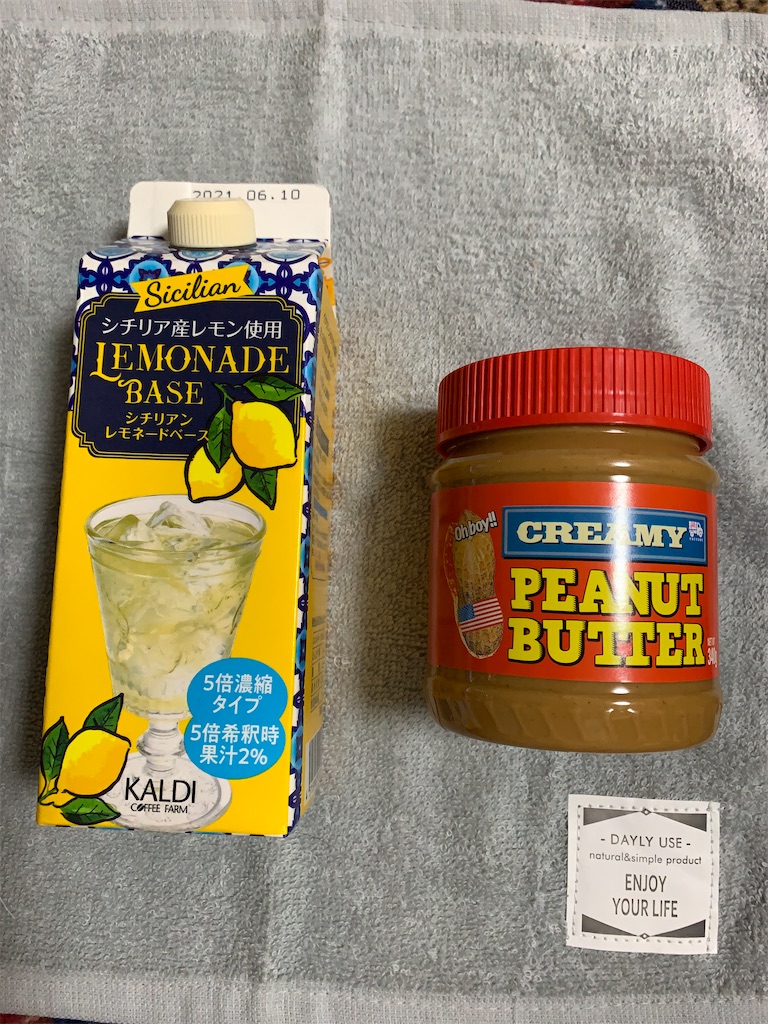 2021.06.10
Sicilian
シチリア産レモン使用
LEMONADE
BASE
シチリアン
レモネードベース
5倍濃縮
タイプ
5倍希釈時
果汁2%
KALDI
COFFEE FARM
Oh boy!!
CREAMY
PEANUT
BUTTER
NET WT
340g
- DAYLY USE -
natural&simple product
ENJOY
YOUR LIFE